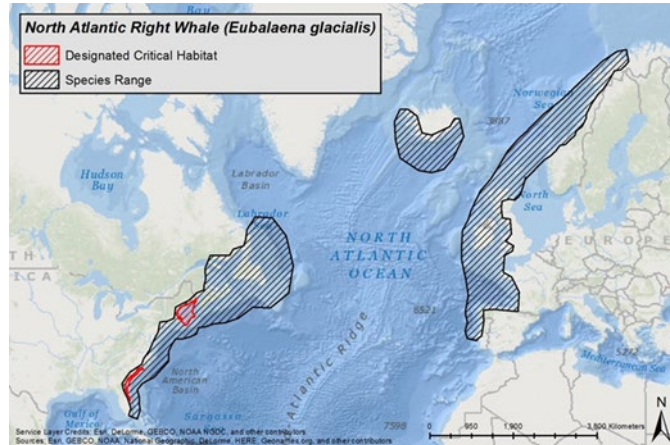 Bay
North Atlantic Right Whale (Eubalaena glacialis)
Designated Critical Habitat
Species Range
Norwegian
Sea
3887
Hudson
Bay
Labrador
Basin
Labrador
North
Sea
NORTH
ATLANTIC
OCEAN
EUROP
TH
ICA
6521
North
American
Basin
Atlantic Ridge
Mediterranean Sea
5272
Gulf of
Mexico
Sargasso
7598
0 950 1,900 3,800 Kilometers
N
Service Layer Credits: Esri, DeLorme, GEBCO, NOAA NGDC, and other contributors
Sources: Esri, GEBCO, NOAA, National Geographic, DeLorme, HERE, Geonames.org, and other contributors